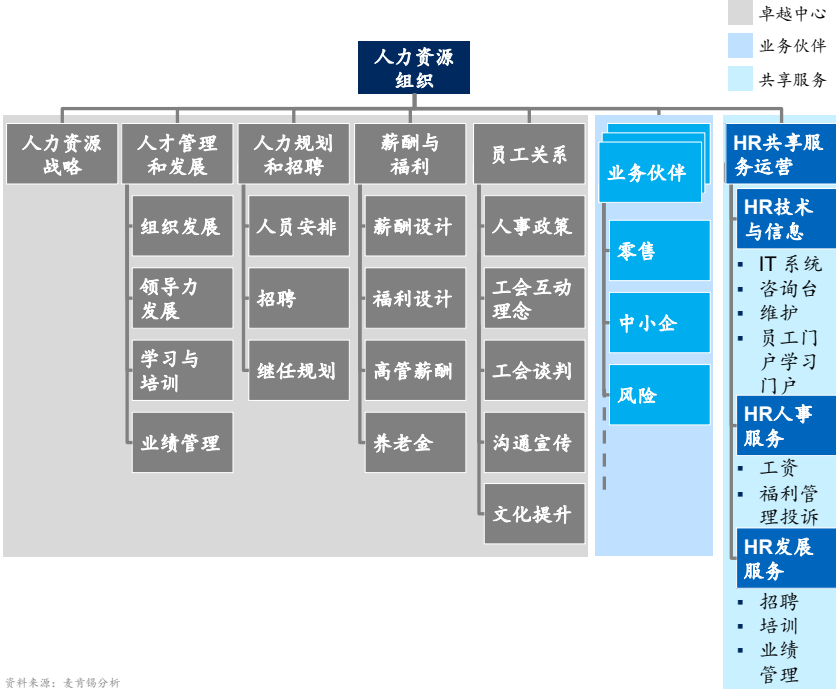 卓越中心
业务伙伴
共享服务
人力资源
组织
人力资源
战略
人才管理
和发展
组织发展
领导力
发展
学习与
培训
业绩管理
人力规划
和招聘
人员安排
招聘
继任规划
薪酬与
福利
薪酬设计
福利设计
高管薪酬
养老金
员工关系
人事政策
工会互动
理念
工会谈判
沟通宣传
文化提升
业务伙伴
零售
中小企
风险
HR共享服
务运营
HR技术
与信息
▪ IT 系统
▪ 咨询台
▪ 维护
▪ 员工门
户学习
门户
HR人事
服务
▪ 工资
▪ 福利管
理投诉
HR发展
服务
▪ 招聘
▪ 培训
▪ 业绩
管理
资料来源：麦肯锡分析